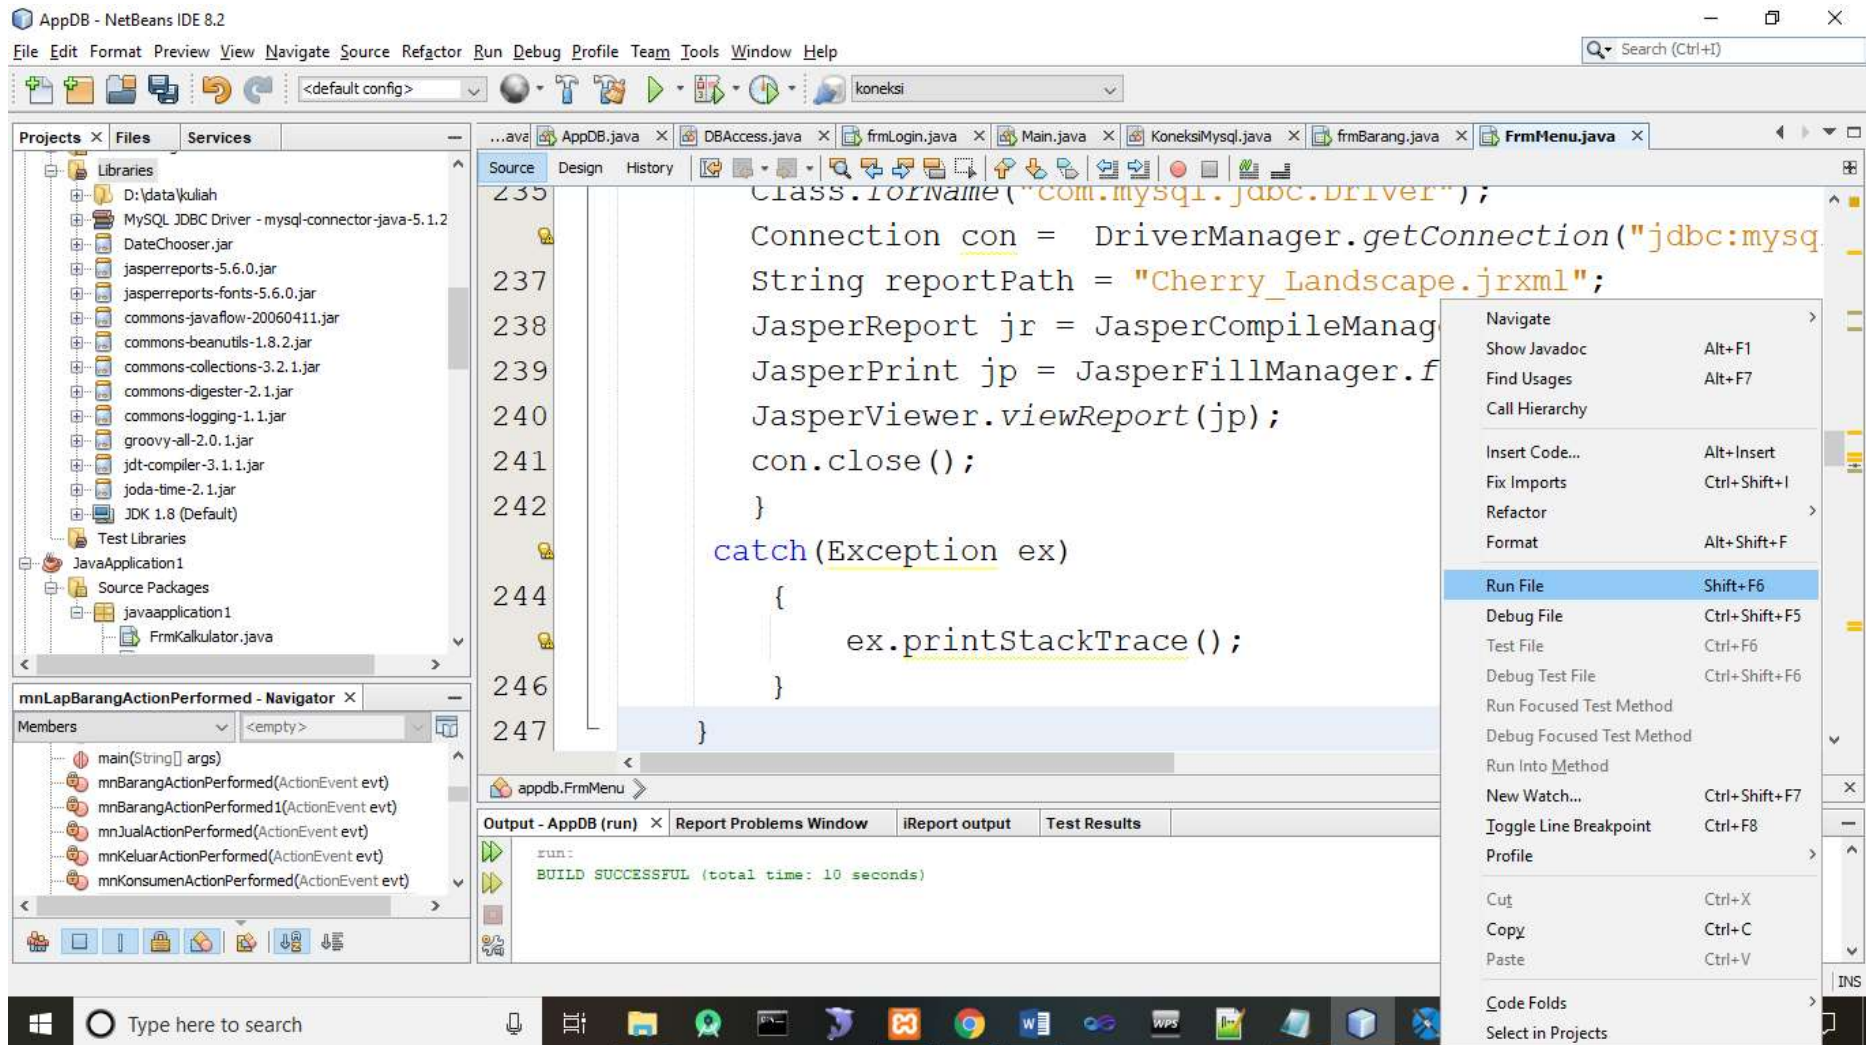 AppDB - NetBeans IDE 8.2
File Edit Format Preview View Navigate Source Refactor Run Debug Profile Team Tools Window Help
Search (Ctrl+I)
<default config>
koneksi
Projects
Files
Services
Libraries
D:\data\kuliah
MySQL JDBC Driver - mysql-connector-java-5.1.2
DateChooser.jar
jasperreports-5.6.0.jar
jasperreports-fonts-5.6.0.jar
commons-javaflow-20060411.jar
commons-beanutils-1.8.2.jar
commons-collections-3.2.1.jar
commons-digester-2.1.jar
commons-logging-1.1.jar
groovy-all-2.0.1.jar
jdt-compiler-3.1.1.jar
joda-time-2.1.jar
JDK 1.8 (Default)
Test Libraries
JavaApplication1
Source Packages
javaapplication1
FrmKalkulator.java
mnLapBarangActionPerformed - Navigator
Members
<empty>
main(String[] args)
mnBarangActionPerformed(ActionEvent evt)
mnBarangActionPerformed1(ActionEvent evt)
mnJualActionPerformed(ActionEvent evt)
mnKeluarActionPerformed(ActionEvent evt)
mnKonsumenActionPerformed(ActionEvent evt)
...ava AppDB.java DBAccess.java frmLogin.java Main.java KoneksiMysql.java frmBarang.java FrmMenu.java
Source Design History
235 Class.forName("com.mysql.jdbc.Driver");
Connection con = DriverManager.getConnection("jdbc:mysq
237 String reportPath = "Cherry_Landscape.jrxml";
238 JasperReport jr = JasperCompileManag
239 JasperPrint jp = JasperFillManager.f
240 JasperViewer.viewReport(jp);
241 con.close();
242 }
catch(Exception ex)
244 {
ex.printStackTrace();
246 }
247 }
appdb.FrmMenu
Output - AppDB (run) Report Problems Window iReport output Test Results
run:
BUILD SUCCESSFUL (total time: 10 seconds)
Navigate
Show Javadoc Alt+F1
Find Usages Alt+F7
Call Hierarchy
Insert Code... Alt+Insert
Fix Imports Ctrl+Shift+I
Refactor
Format Alt+Shift+F
Run File Shift+F6
Debug File Ctrl+Shift+F5
Test File Ctrl+F6
Debug Test File Ctrl+Shift+F6
Run Focused Test Method
Debug Focused Test Method
Run Into Method
New Watch... Ctrl+Shift+F7
Toggle Line Breakpoint Ctrl+F8
Profile
Cut Ctrl+X
Copy Ctrl+C
Paste Ctrl+V
Code Folds
Select in Projects
INS
Type here to search
WPS